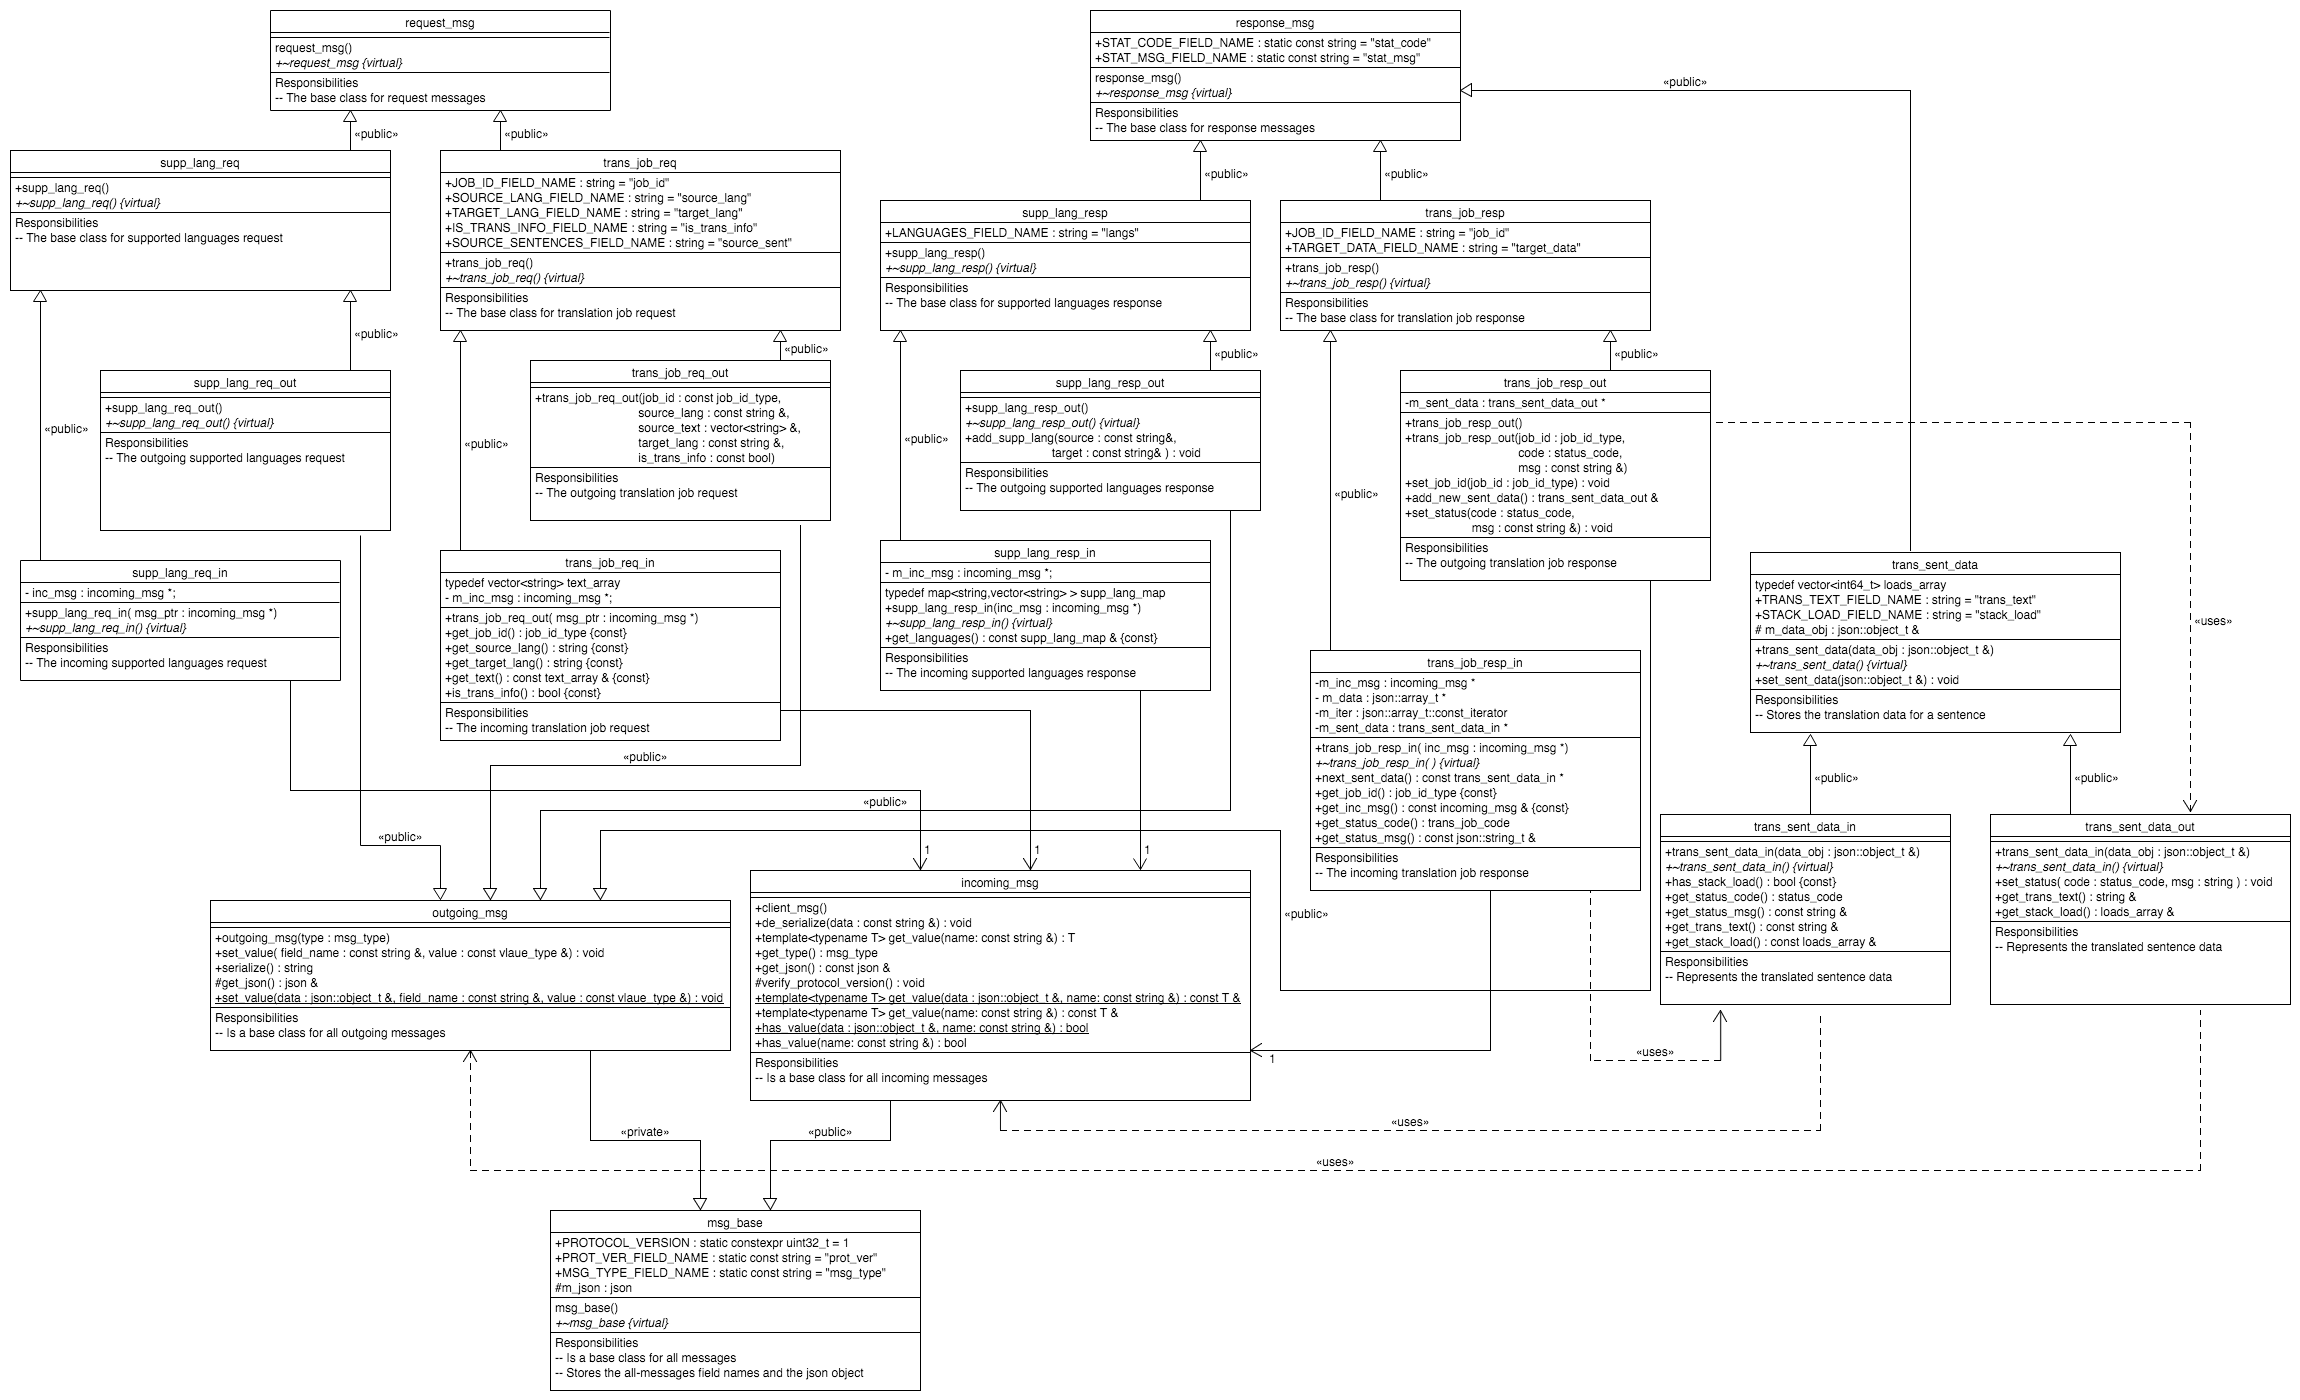 request_msg
request_msg()
+~request_msg {virtual}
Responsibilities
-- The base class for request messages
response_msg
+STAT_CODE_FIELD_NAME : static const string = "stat_code"
+STAT_MSG_FIELD_NAME : static const string = "stat_msg"
response_msg()
+~response_msg {virtual}
Responsibilities
-- The base class for response messages
«public»
«public»
«public»
«public»
«public»
supp_lang_req
+supp_lang_req()
+~supp_lang_req() {virtual}
Responsibilities
-- The base class for supported languages request
trans_job_req
+JOB_ID_FIELD_NAME : string = "job_id"
+SOURCE_LANG_FIELD_NAME : string = "source_lang"
+TARGET_LANG_FIELD_NAME : string = "target_lang"
+IS_TRANS_INFO_FIELD_NAME : string = "is_trans_info"
+SOURCE_SENTENCES_FIELD_NAME : string = "source_sent"
+trans_job_req()
+~trans_job_req() {virtual}
Responsibilities
-- The base class for translation job request
supp_lang_resp
+LANGUAGES_FIELD_NAME : string = "langs"
+supp_lang_resp()
+~supp_lang_resp() {virtual}
Responsibilities
-- The base class for supported languages response
trans_job_resp
+JOB_ID_FIELD_NAME : string = "job_id"
+TARGET_DATA_FIELD_NAME : string = "target_data"
+trans_job_resp()
+~trans_job_resp() {virtual}
Responsibilities
-- The base class for translation job response
«public»
«public»
«public»
«public»
«public»
«public»
«public»
«public»
supp_lang_req_out
+supp_lang_req_out()
+~supp_lang_req_out() {virtual}
Responsibilities
-- The outgoing supported languages request
trans_job_req_out
+trans_job_req_out(job_id : const job_id_type,
source_lang : const string &,
source_text : vector<string> &,
target_lang : const string &,
is_trans_info : const bool)
Responsibilities
-- The outgoing translation job request
supp_lang_resp_out
+supp_lang_resp_out()
+~supp_lang_resp_out() {virtual}
+add_supp_lang(source : const string&,
target : const string& ) : void
Responsibilities
-- The outgoing supported languages response
trans_job_resp_out
-m_sent_data : trans_sent_data_out *
+trans_job_resp_out()
+trans_job_resp_out(job_id : job_id_type,
code : status_code,
msg : const string &)
+set_job_id(job_id : job_id_type) : void
+add_new_sent_data() : trans_sent_data_out &
+set_status(code : status_code,
msg : const string &) : void
Responsibilities
-- The outgoing translation job response
supp_lang_req_in
- inc_msg : incoming_msg *;
+supp_lang_req_in( msg_ptr : incoming_msg *)
+~supp_lang_req_in() {virtual}
Responsibilities
-- The incoming supported languages request
trans_job_req_in
typedef vector<string> text_array
- m_inc_msg : incoming_msg *;
+trans_job_req_out( msg_ptr : incoming_msg *)
+get_job_id() : job_id_type {const}
+get_source_lang() : string {const}
+get_target_lang() : string {const}
+get_text() : const text_array & {const}
+is_trans_info() : bool {const}
Responsibilities
-- The incoming translation job request
supp_lang_resp_in
- m_inc_msg : incoming_msg *;
typedef map<string,vector<string> > supp_lang_map
+supp_lang_resp_in(inc_msg : incoming_msg *)
+~supp_lang_resp_in() {virtual}
+get_languages() : const supp_lang_map & {const}
Responsibilities
-- The incoming supported languages response
trans_sent_data
typedef vector<int64_t> loads_array
+TRANS_TEXT_FIELD_NAME : string = "trans_text"
+STACK_LOAD_FIELD_NAME : string = "stack_load"
# m_data_obj : json::object_t &
+trans_sent_data(data_obj : json::object_t &)
+~trans_sent_data() {virtual}
+set_sent_data(json::object_t &) : void
Responsibilities
-- Stores the translation data for a sentence
«uses»
trans_job_resp_in
-m_inc_msg : incoming_msg *
- m_data : json::array_t *
-m_iter : json::array_t::const_iterator
-m_sent_data : trans_sent_data_in *
+trans_job_resp_in( inc_msg : incoming_msg *)
+~trans_job_resp_in( ) {virtual}
+next_sent_data() : const trans_sent_data_in *
+get_job_id() : job_id_type {const}
+get_inc_msg() : const incoming_msg & {const}
+get_status_code() : trans_job_code
+get_status_msg() : const json::string_t &
Responsibilities
-- The incoming translation job response
«public»
«public»
«public»
«public»
«public»
«public»
1
1
1
trans_sent_data_in
+trans_sent_data_in(data_obj : json::object_t &)
+~trans_sent_data_in() {virtual}
+has_stack_load() : bool {const}
+get_status_code() : status_code
+get_status_msg() : const string &
+get_trans_text() : const string &
+get_stack_load() : const loads_array &
Responsibilities
-- Represents the translated sentence data
trans_sent_data_out
+trans_sent_data_in(data_obj : json::object_t &)
+~trans_sent_data_in() {virtual}
+set_status( code : status_code, msg : string ) : void
+get_trans_text() : string &
+get_stack_load() : loads_array &
Responsibilities
-- Represents the translated sentence data
outgoing_msg
+outgoing_msg(type : msg_type)
+set_value( field_name : const string &, value : const vlaue_type &) : void
+serialize() : string
#get_json() : json &
+set_value(data : json::object_t &, field_name : const string &, value : const vlaue_type &) : void
Responsibilities
-- Is a base class for all outgoing messages
incoming_msg
+client_msg()
+de_serialize(data : const string &) : void
+template<typename T> get_value(name: const string &) : T
+get_type() : msg_type
+get_json() : const json &
#verify_protocol_version() : void
+template<typename T> get_value(data : json::object_t &, name: const string &) : const T &
+template<typename T> get_value(name: const string &) : const T &
+has_value(data : json::object_t &, name: const string &) : bool
+has_value(name: const string &) : bool
Responsibilities
-- Is a base class for all incoming messages
1
«uses»
«uses»
«private»
«public»
«uses»
msg_base
+PROTOCOL_VERSION : static constexpr uint32_t = 1
+PROT_VER_FIELD_NAME : static const string = "prot_ver"
+MSG_TYPE_FIELD_NAME : static const string = "msg_type"
#m_json : json
msg_base()
+~msg_base {virtual}
Responsibilities
-- Is a base class for all messages
-- Stores the all-messages field names and the json object